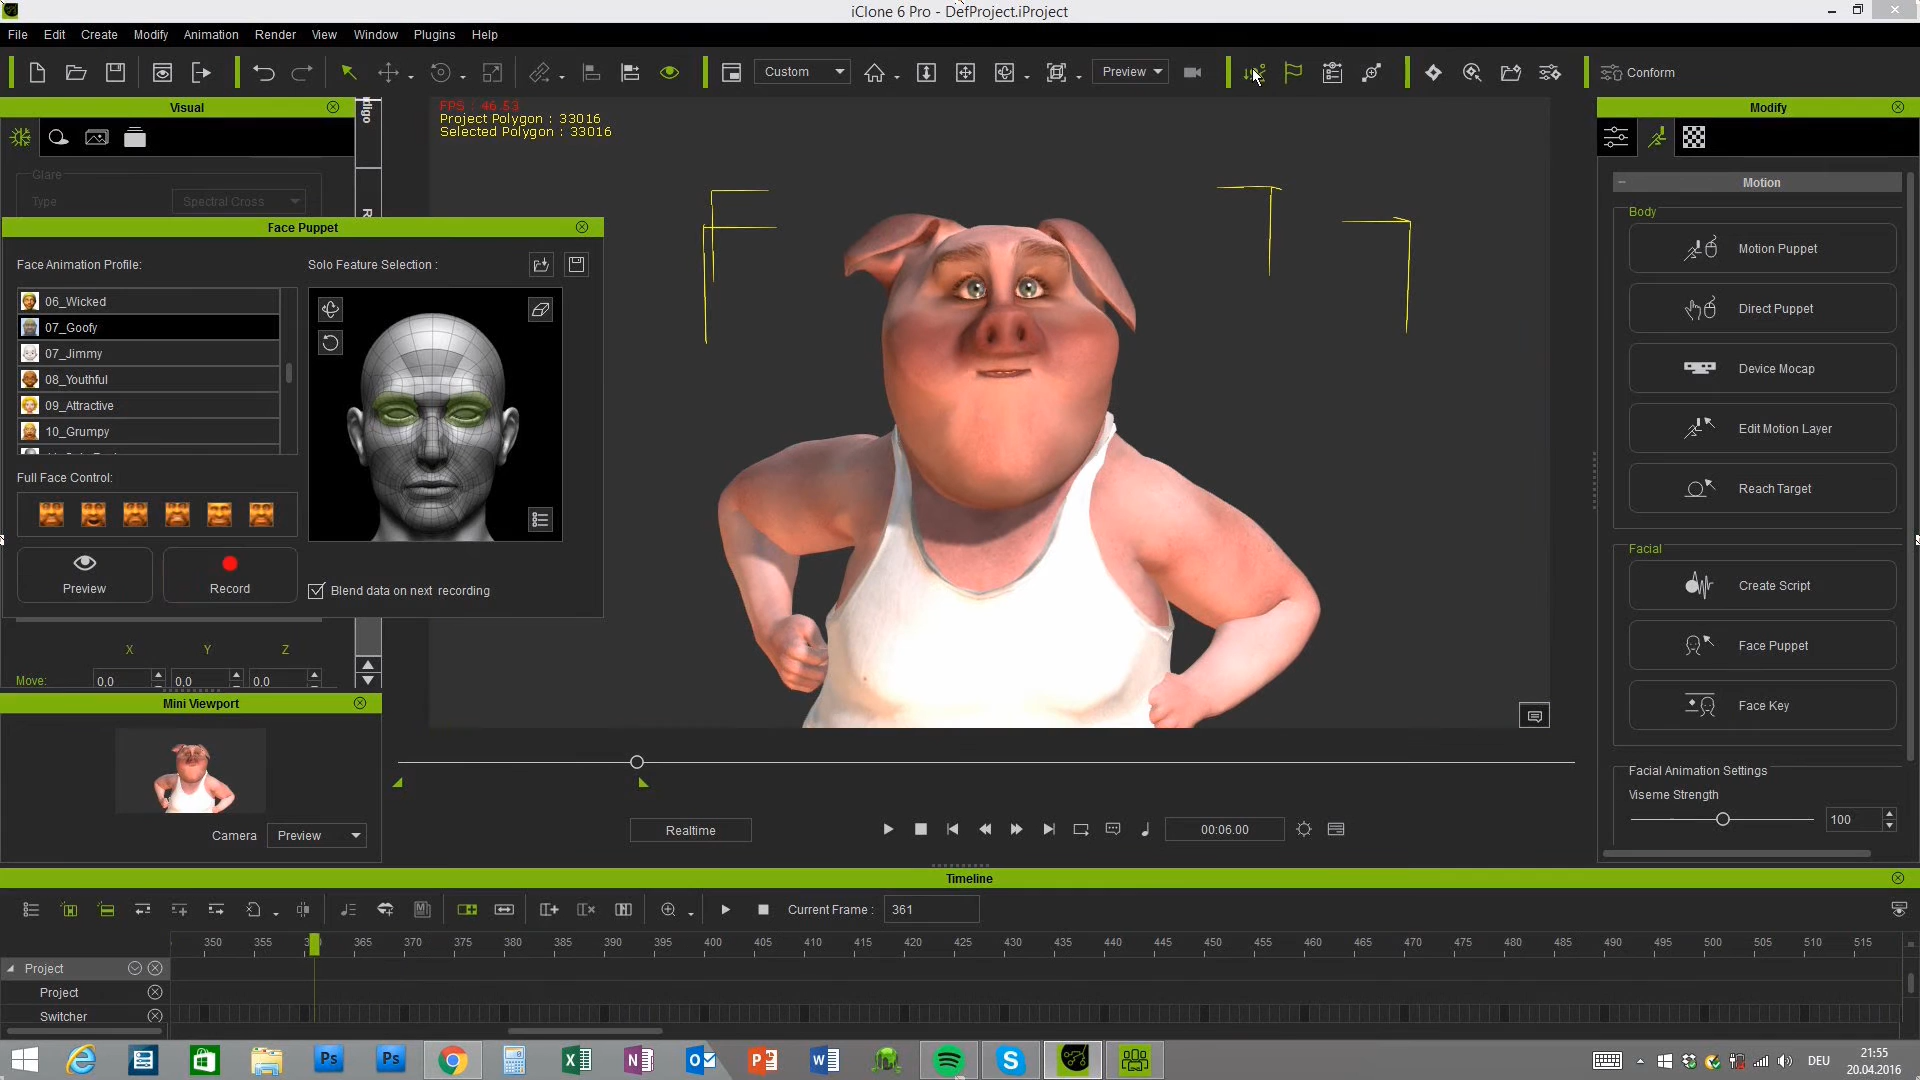 iClone 6 Pro - DefProject.iProject
File Edit Create Modify Animation Render View Window Plugins Help
Custom Preview Conform
Visual
FPS : 46.53
Project Polygon : 33016
Selected Polygon : 33016
Modify
Glare
Type Spectral Cross
Motion
Body
Motion Puppet
Direct Puppet
Device Mocap
Edit Motion Layer
Reach Target
Facial
Create Script
Face Puppet
Face Key
Facial Animation Settings
Viseme Strength
100
Face Puppet
Face Animation Profile:
Solo Feature Selection :
06_Wicked
07_Goofy
07_Jimmy
08_Youthful
09_Attractive
10_Grumpy
Full Face Control:
Preview
Record
Blend data on next recording
X Y Z
Move: 0,0 0,0 0,0
Mini Viewport
Camera Preview
Realtime
00:06.00
Timeline
Current Frame : 361
350 355 365 370 375 380 385 390 395 400 405 410 415 420 425 430 435 440 445 450 455 460 465 470 475 480 485 490 495 500 505 510 515
Project
Project
Switcher
DEU
21:55
20.04.2016